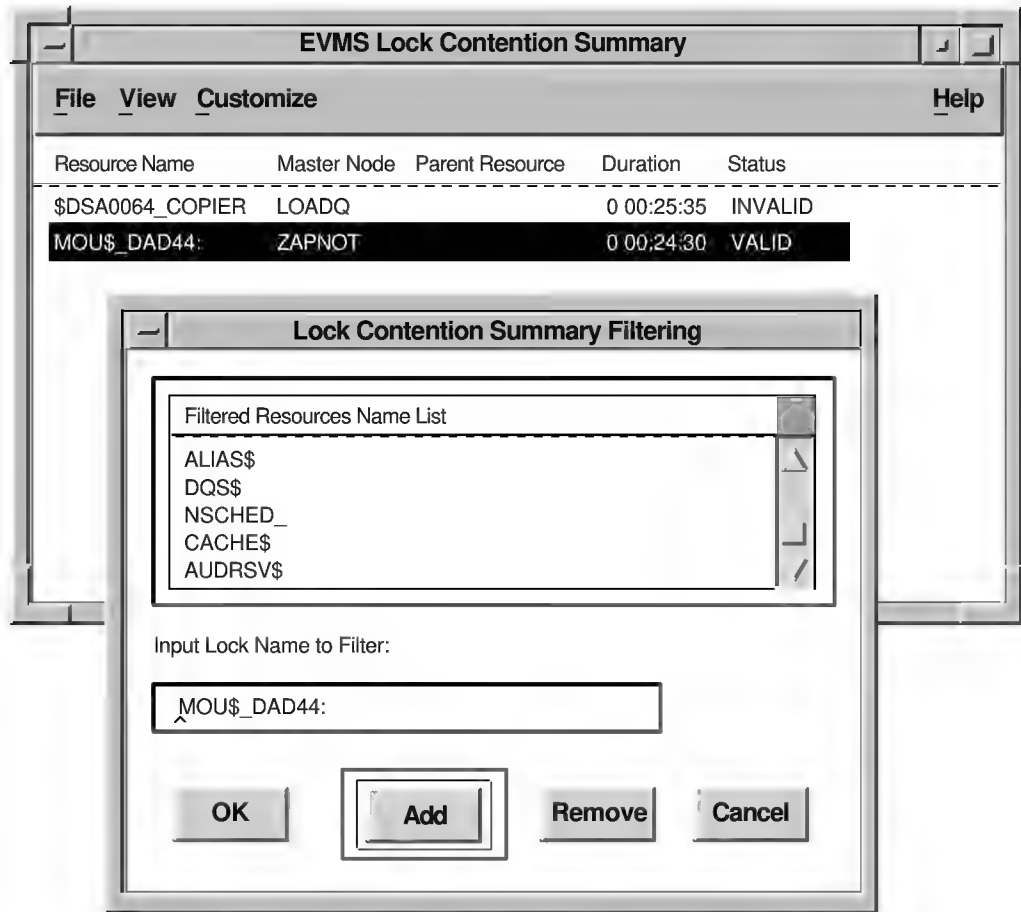 EVMS Lock Contention Summary
File View Customize Help
Resource Name Master Node Parent Resource Duration Status
$DSA0064_COPIER LOADQ 0 00:25:35 INVALID
MOU$_DAD44: ZAPNOT 0 00:24:30 VALID
Lock Contention Summary Filtering
Filtered Resources Name List
ALIAS$
DQS$
NSCHED_
CACHE$
AUDRSV$
Input Lock Name to Filter:
MOU$_DAD44:
OK Add Remove Cancel